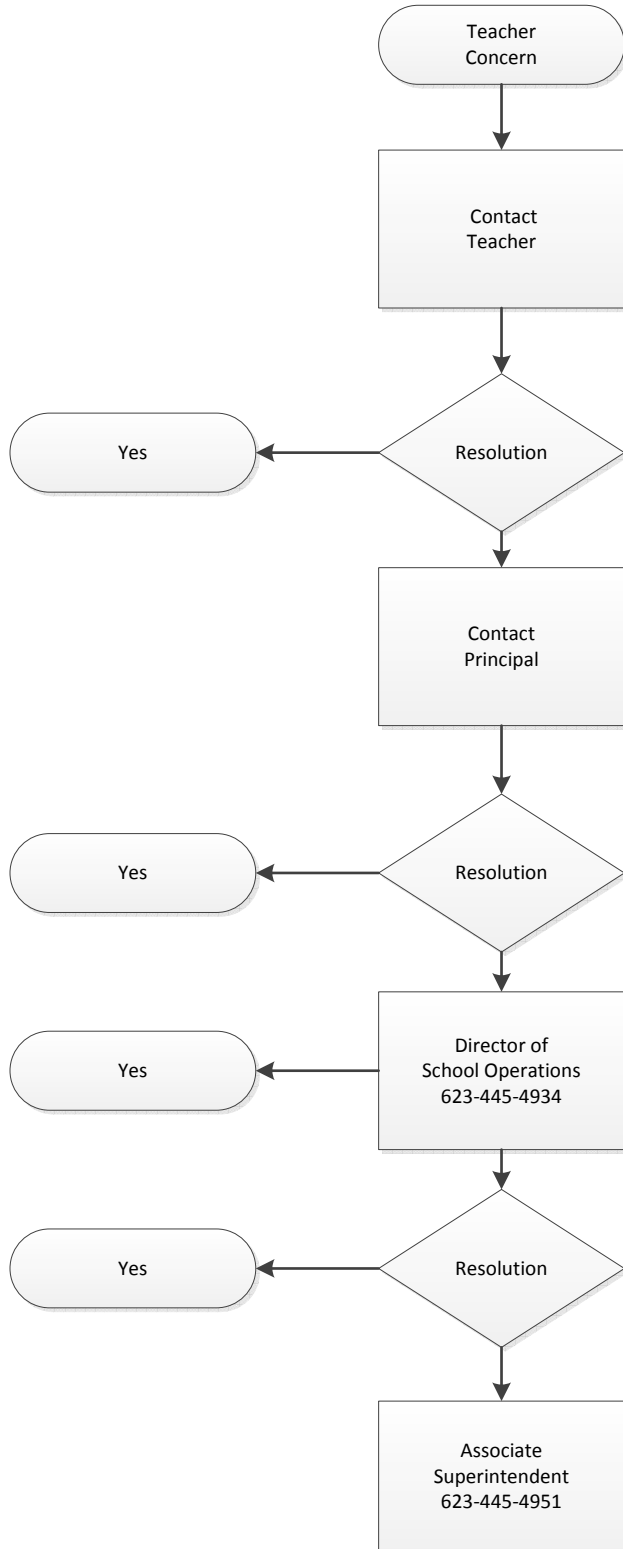 Teacher
Concern
Contact
Teacher
Yes
Resolution
Contact
Principal
Yes
Resolution
Yes
Director of
School Operations
623-445-4934
Yes
Resolution
Associate
Superintendent
623-445-4951